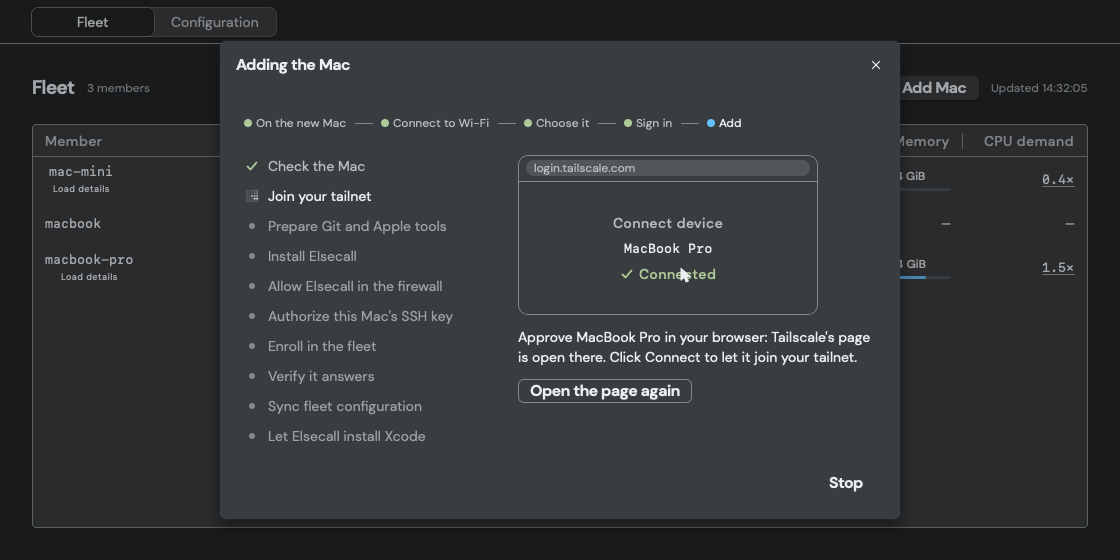 Fleet
Configuration
Adding the Mac
Fleet 3 members
Add Mac
Updated 14:32:05
On the new Mac
Connect to Wi-Fi
Choose it
Sign in
Add
Member
Memory
CPU demand
mac-mini
Load details
GiB
0.4×
macbook
—
—
macbook-pro
Load details
GiB
1.5×
Check the Mac
Join your tailnet
Prepare Git and Apple tools
Install Elsecall
Allow Elsecall in the firewall
Authorize this Mac's SSH key
Enroll in the fleet
Verify it answers
Sync fleet configuration
Let Elsecall install Xcode
login.tailscale.com
Connect device
MacBook Pro
Connected
Approve MacBook Pro in your browser: Tailscale's page
is open there. Click Connect to let it join your tailnet.
Open the page again
Stop